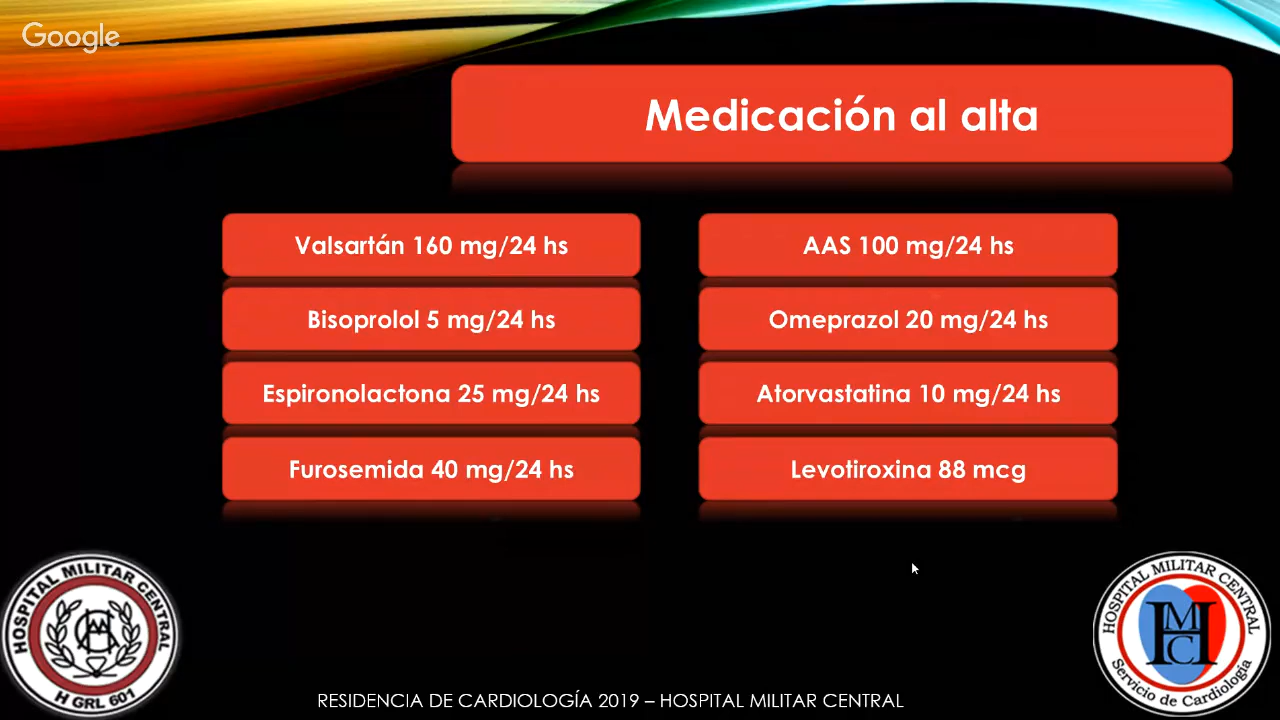 Google
Medicación al alta
Valsartán 160 mg/24 hs
Bisoprolol 5 mg/24 hs
Espironolactona 25 mg/24 hs
Furosemida 40 mg/24 hs
AAS 100 mg/24 hs
Omeprazol 20 mg/24 hs
Atorvastatina 10 mg/24 hs
Levotiroxina 88 mcg
HOSPITAL MILITAR CENTRAL
H GRL 601
HOSPITAL MILITAR CENTRAL
HMC
Servicio de Cardiología
RESIDENCIA DE CARDIOLOGÍA 2019 – HOSPITAL MILITAR CENTRAL